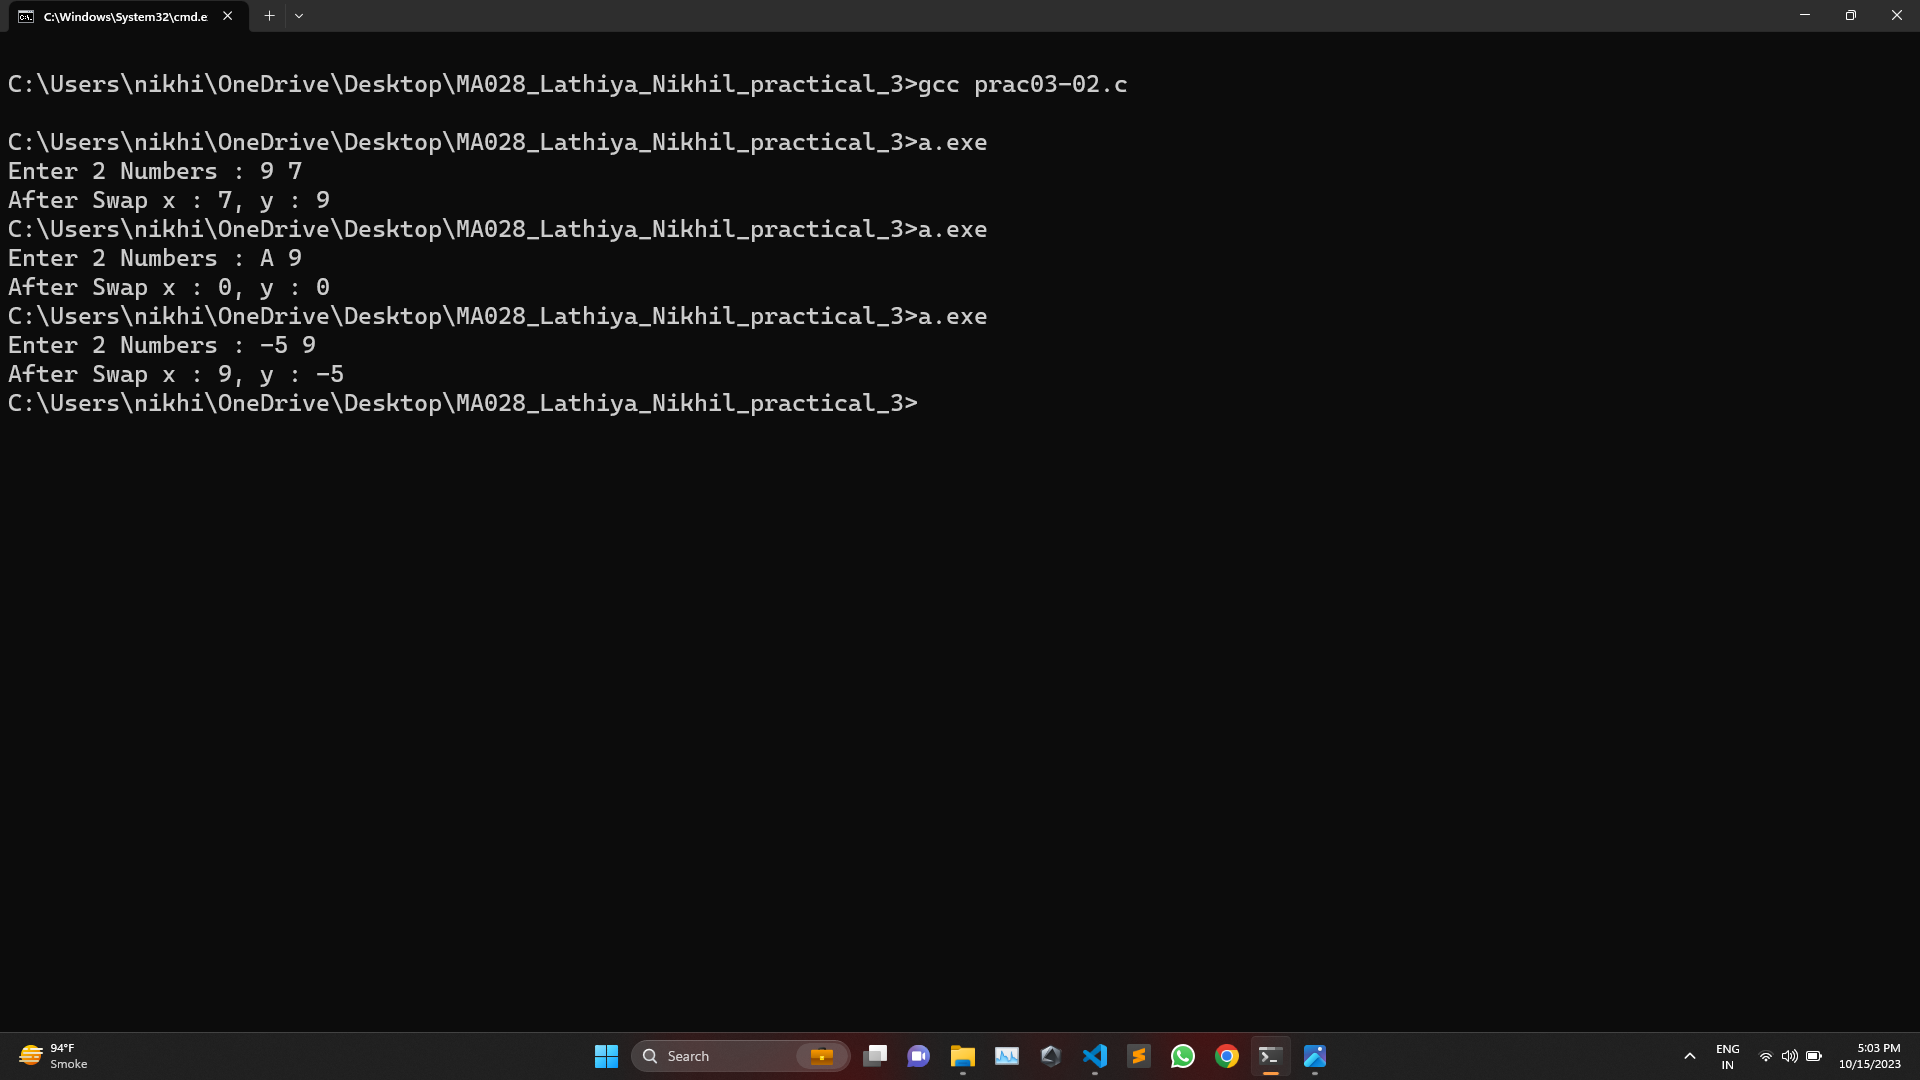 C:\Windows\System32\cmd.e
C:\Users\nikhi\OneDrive\Desktop\MA028_Lathiya_Nikhil_practical_3>gcc prac03-02.c
C:\Users\nikhi\OneDrive\Desktop\MA028_Lathiya_Nikhil_practical_3>a.exe
Enter 2 Numbers : 9 7
After Swap x : 7, y : 9
C:\Users\nikhi\OneDrive\Desktop\MA028_Lathiya_Nikhil_practical_3>a.exe
Enter 2 Numbers : A 9
After Swap x : 0, y : 0
C:\Users\nikhi\OneDrive\Desktop\MA028_Lathiya_Nikhil_practical_3>a.exe
Enter 2 Numbers : -5 9
After Swap x : 9, y : -5
C:\Users\nikhi\OneDrive\Desktop\MA028_Lathiya_Nikhil_practical_3>
94°F
Smoke
Search
ENG
IN
5:03 PM
10/15/2023